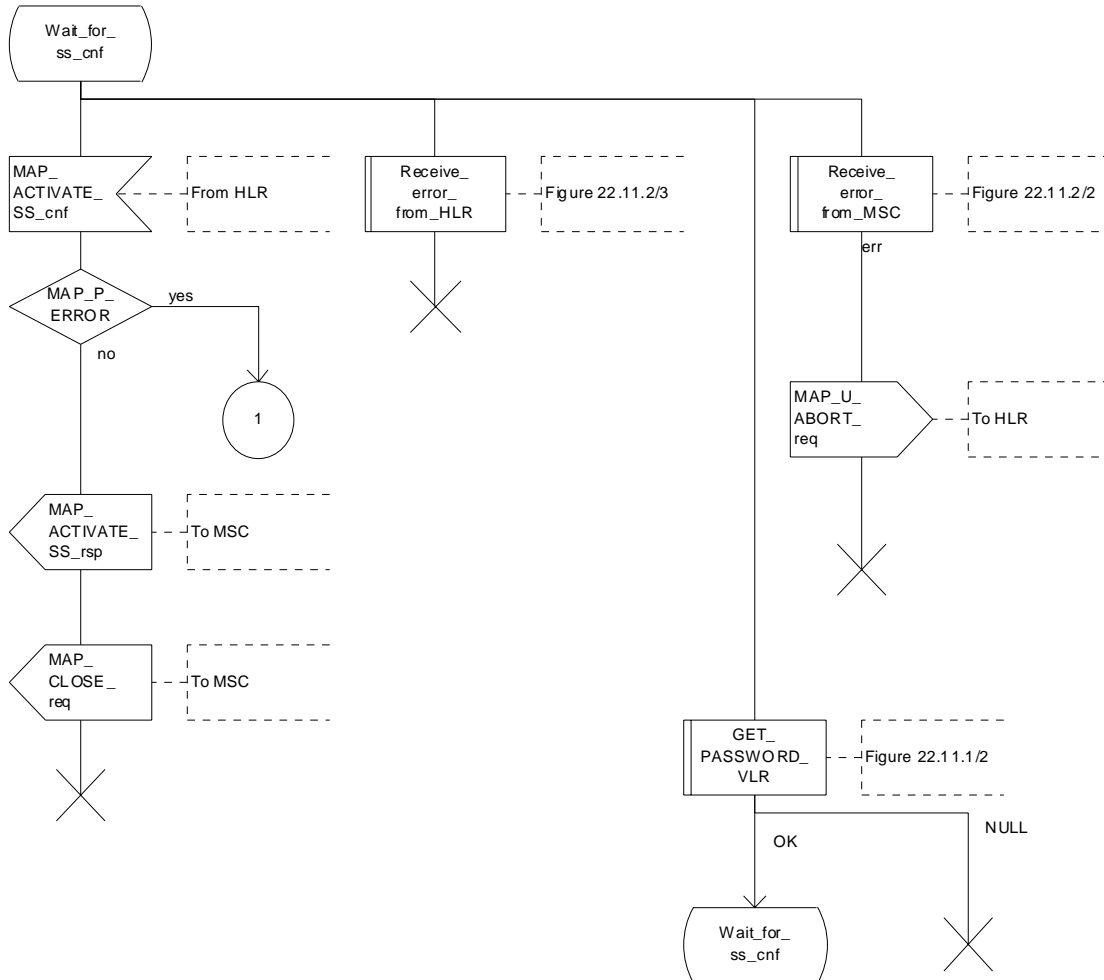 Wait_for_
ss_cnf
MAP_
ACTIVATE_
SS_cnf
From HLR
Receive_
error_
from_HLR
Figure 22.11.2/3
Receive_
error_
from_MSC
Figure 22.11.2/2
err
MAP_P_
ERROR
yes
no
1
MAP_U_
ABORT_
req
To HLR
MAP_
ACTIVATE_
SS_rsp
To MSC
MAP_
CLOSE_
req
To MSC
GET_
PASSWORD_
VLR
Figure 22.11.1/2
OK
NULL
Wait_for_
ss_cnf